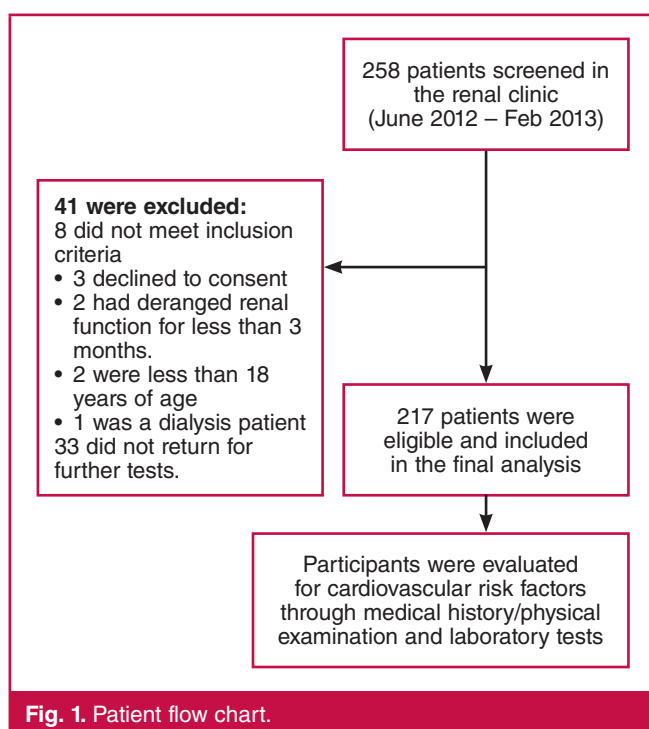 258 patients screened in
the renal clinic
(June 2012 – Feb 2013)
41 were excluded:
8 did not meet inclusion
criteria
• 3 declined to consent
• 2 had deranged renal
function for less than 3
months.
• 2 were less than 18
years of age
• 1 was a dialysis patient
33 did not return for
further tests.
217 patients were
eligible and included
in the final analysis
Participants were evaluated
for cardiovascular risk factors
through medical history/physical
examination and laboratory tests
Fig. 1. Patient flow chart.